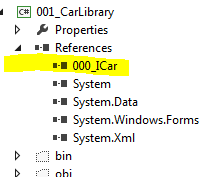 001_CarLibrary
Properties
References
000_ICar
System
System.Data
System.Windows.Forms
System.Xml
bin
obj